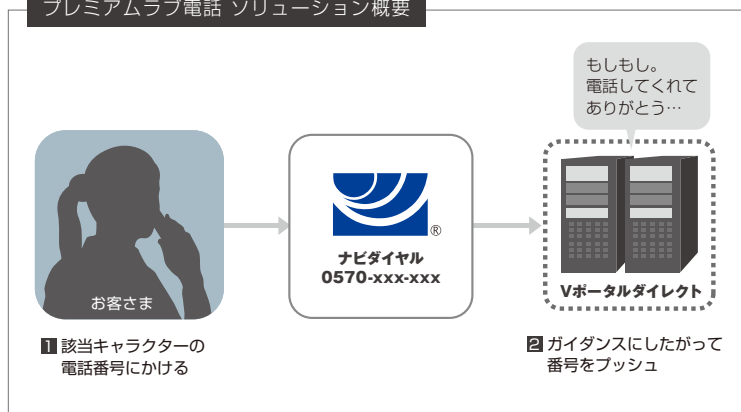 プレミアムラブ電話 ソリューション概要
もしもし。
電話してくれて
ありがとう…
お客さま
®
ナビダイヤル
0570-xxx-xxx
Vポータルダイレクト
1 該当キャラクターの
電話番号にかける
2 ガイダンスにしたがって
番号をプッシュ